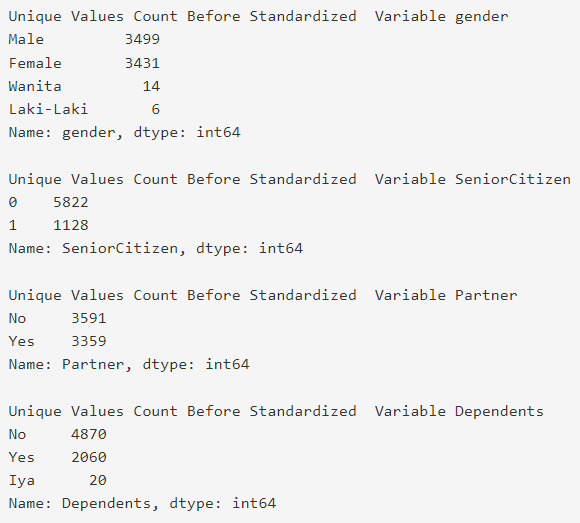 Unique Values Count Before Standardized  Variable gender
Male         3499
Female       3431
Wanita         14
Laki-Laki       6
Name: gender, dtype: int64
Unique Values Count Before Standardized  Variable SeniorCitizen
0    5822
1    1128
Name: SeniorCitizen, dtype: int64
Unique Values Count Before Standardized  Variable Partner
No     3591
Yes    3359
Name: Partner, dtype: int64
Unique Values Count Before Standardized  Variable Dependents
No     4870
Yes    2060
Iya      20
Name: Dependents, dtype: int64